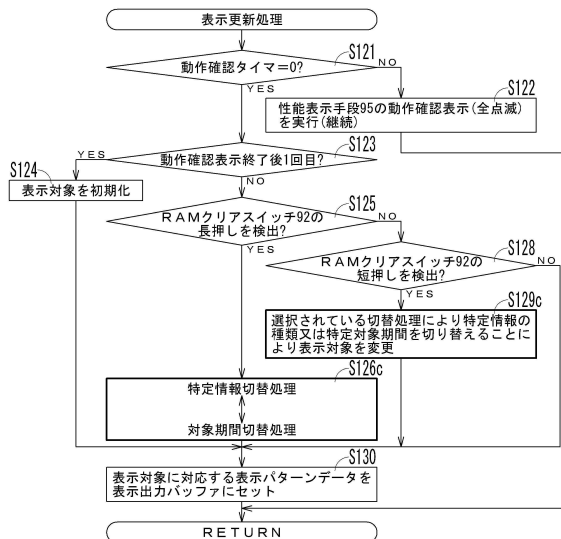 表示更新処理
S121
動作確認タイマ=0?
NO
YES
S122
性能表示手段95の動作確認表示(全点滅)
を実行(継続)
S123
動作確認表示終了後1回目?
YES
NO
S124
表示対象を初期化
S125
RAMクリアスイッチ92の
長押しを検出?
NO
YES
S128
RAMクリアスイッチ92の
短押しを検出?
NO
YES
S129c
選択されている切替処理により特定情報の
種類又は特定対象期間を切り替えることに
より表示対象を変更
S126c
特定情報切替処理
対象期間切替処理
S130
表示対象に対応する表示パターンデータを
表示出力バッファにセット
RETURN